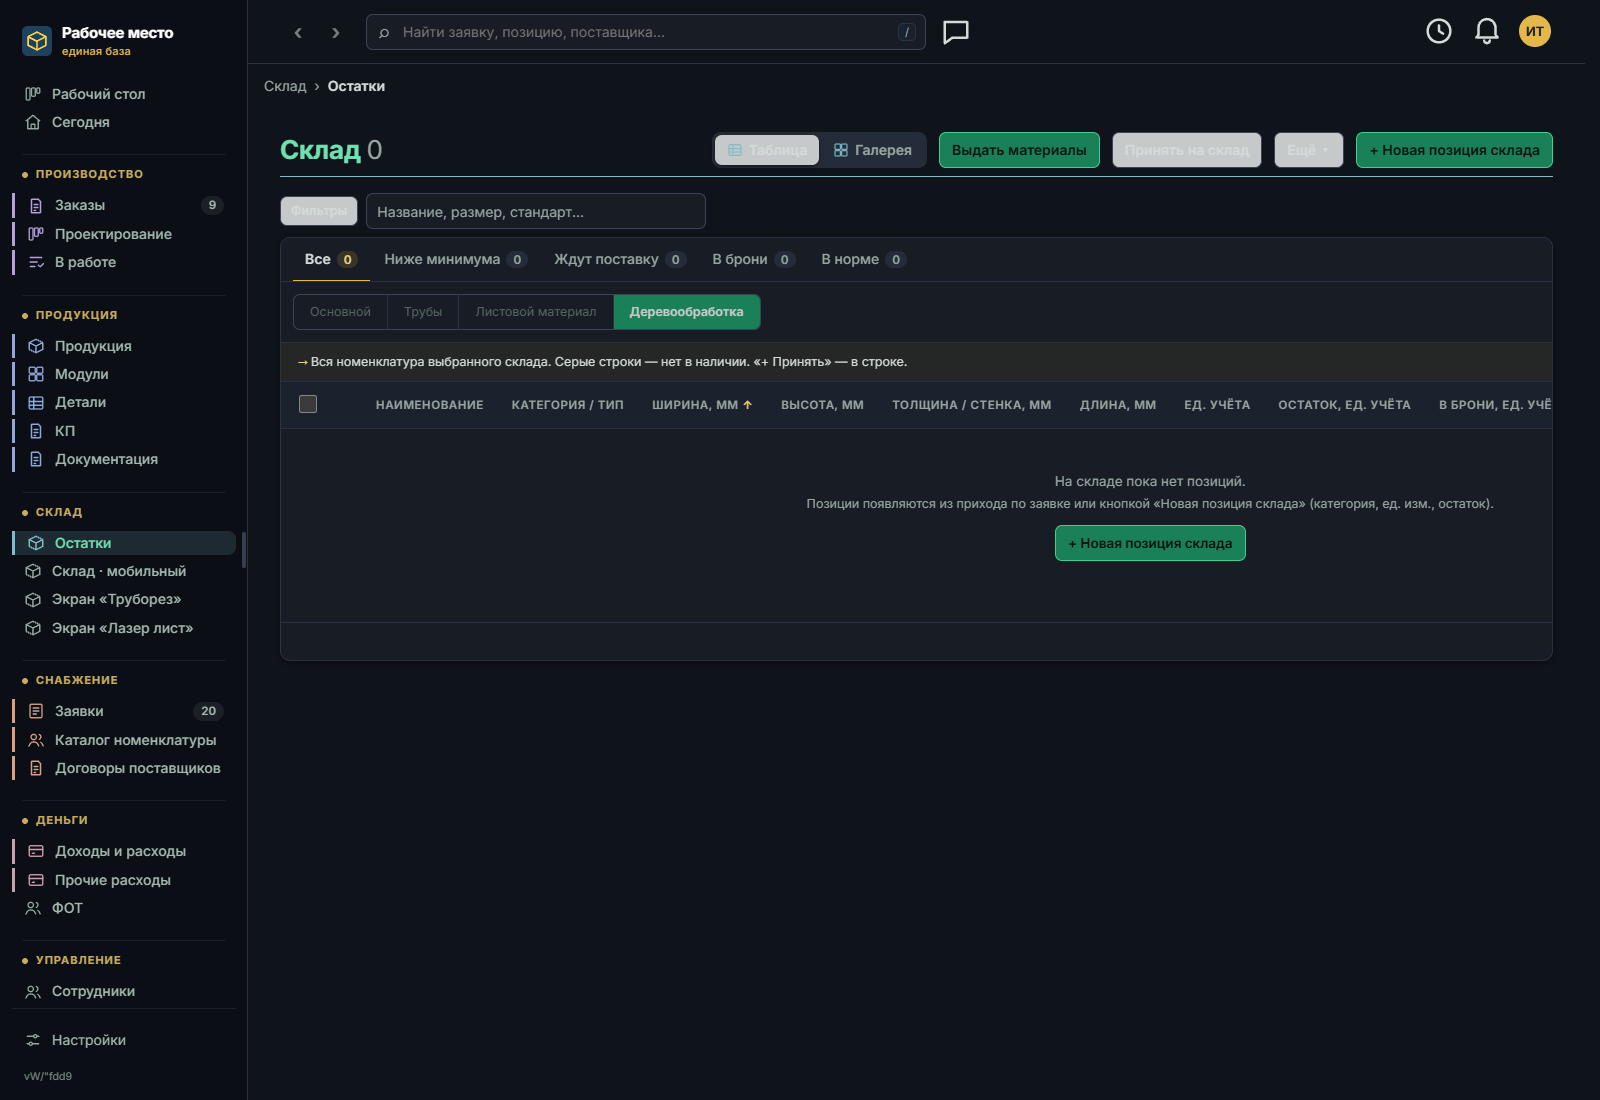 Рабочее место
единая база
Рабочий стол
Сегодня
ПРОИЗВОДСТВО
Заказы 9
Проектирование
В работе
ПРОДУКЦИЯ
Продукция
Модули
Детали
КП
Документация
СКЛАД
Остатки
Склад · мобильный
Экран «Труборез»
Экран «Лазер лист»
СНАБЖЕНИЕ
Заявки 20
Каталог номенклатуры
Договоры поставщиков
ДЕНЬГИ
Доходы и расходы
Прочие расходы
ФОТ
УПРАВЛЕНИЕ
Сотрудники
Настройки
vW/"fdd9
Найти заявку, позицию, поставщика... /
ИТ
Склад › Остатки
Склад 0
Таблица Галерея Выдать материалы Принять на склад Ещё + Новая позиция склада
Фильтры Название, размер, стандарт...
Все 0 Ниже минимума 0 Ждут поставку 0 В брони 0 В норме 0
Основной Трубы Листовой материал Деревообработка
→ Вся номенклатура выбранного склада. Серые строки — нет в наличии. «+ Принять» — в строке.
НАИМЕНОВАНИЕ КАТЕГОРИЯ / ТИП ШИРИНА, ММ ↑ ВЫСОТА, ММ ТОЛЩИНА / СТЕНКА, ММ ДЛИНА, ММ ЕД. УЧЁТА ОСТАТОК, ЕД. УЧЁТА В БРОНИ, ЕД. УЧЁ
На складе пока нет позиций.
Позиции появляются из прихода по заявке или кнопкой «Новая позиция склада» (категория, ед. изм., остаток).
+ Новая позиция склада